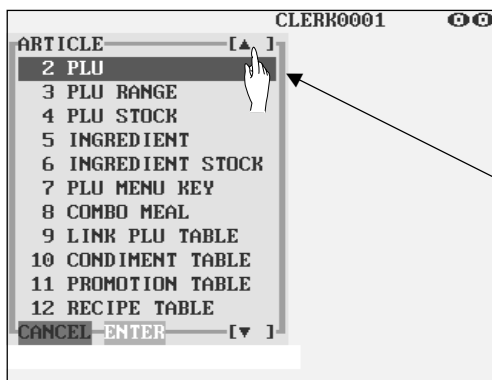 CLERK0001 00
ARTICLE [▲ ]
2 PLU
3 PLU RANGE
4 PLU STOCK
5 INGREDIENT
6 INGREDIENT STOCK
7 PLU MENU KEY
8 COMBO MEAL
9 LINK PLU TABLE
10 CONDIMENT TABLE
11 PROMOTION TABLE
12 RECIPE TABLE
CANCEL ENTER [▼ ]